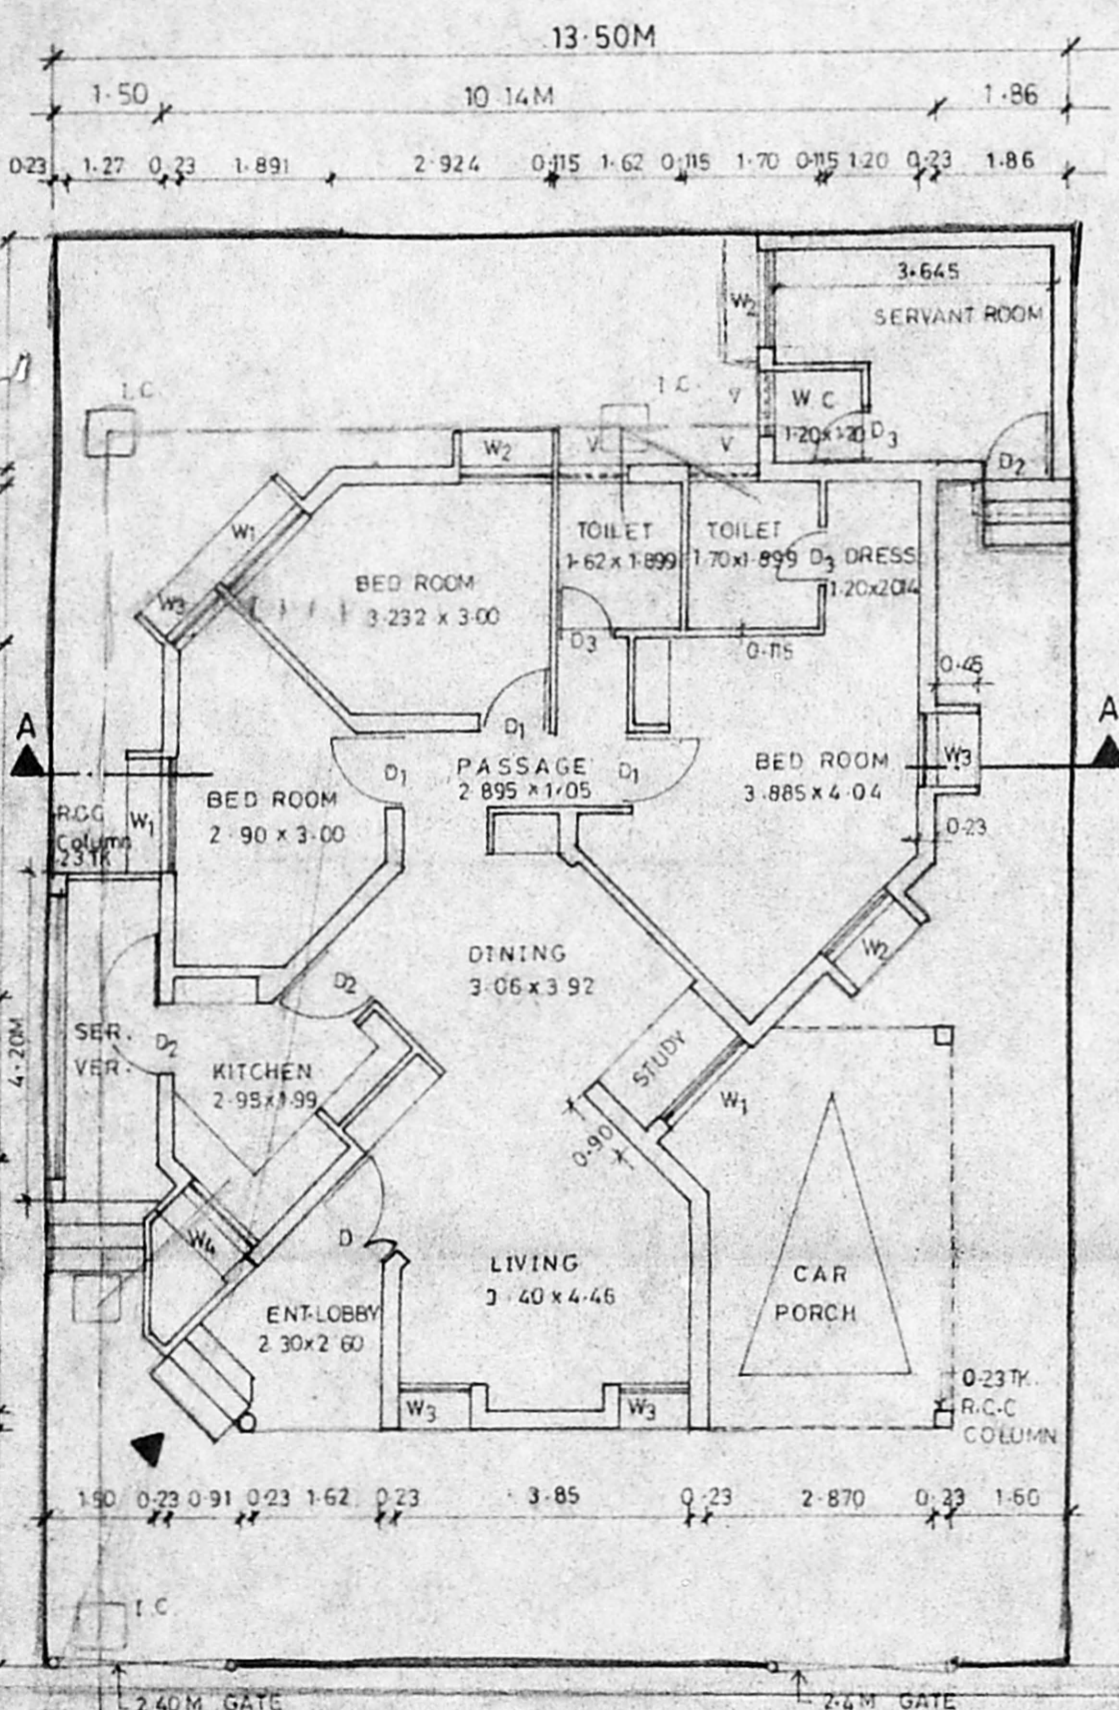 13.50M
1.50 10.14M 1.86
0.23 1.27 0.23 1.891 2.924 0.115 1.62 0.115 1.70 0.115 1.20 0.23 1.86
3.645
W2
SERVANT ROOM
I.C.
I.C.
V
W.C
1.20x1.20
D3
W2
V
V
D2
W1
TOILET
1.62 x 1.899
TOILET
1.70x1.899
D3
DRESS
1.20x2.014
BED ROOM
3.232 x 3.00
W3
D3
0.115
0.45
A
A
D1
PASSAGE
2.895 x 1.05
D1
D1
BED ROOM
3.885 x 4.04
W3
BED ROOM
2.90 x 3.00
R.C.C
Column
.23 TK
W1
0.23
DINING
3.06 x 3.92
W2
D2
SER.
VER.
D2
4.20M
KITCHEN
2.95x1.99
STUDY
W1
0.90
W4
D
LIVING
3.40 x 4.46
CAR
PORCH
ENT.LOBBY
2.30x2.60
W3
W3
0.23TK.
R.C.C
COLUMN
0.23 0.91 0.23 1.62 0.23 3.85 0.23 2.870 0.23 1.60
I.C.
2.40M GATE
2.4M GATE